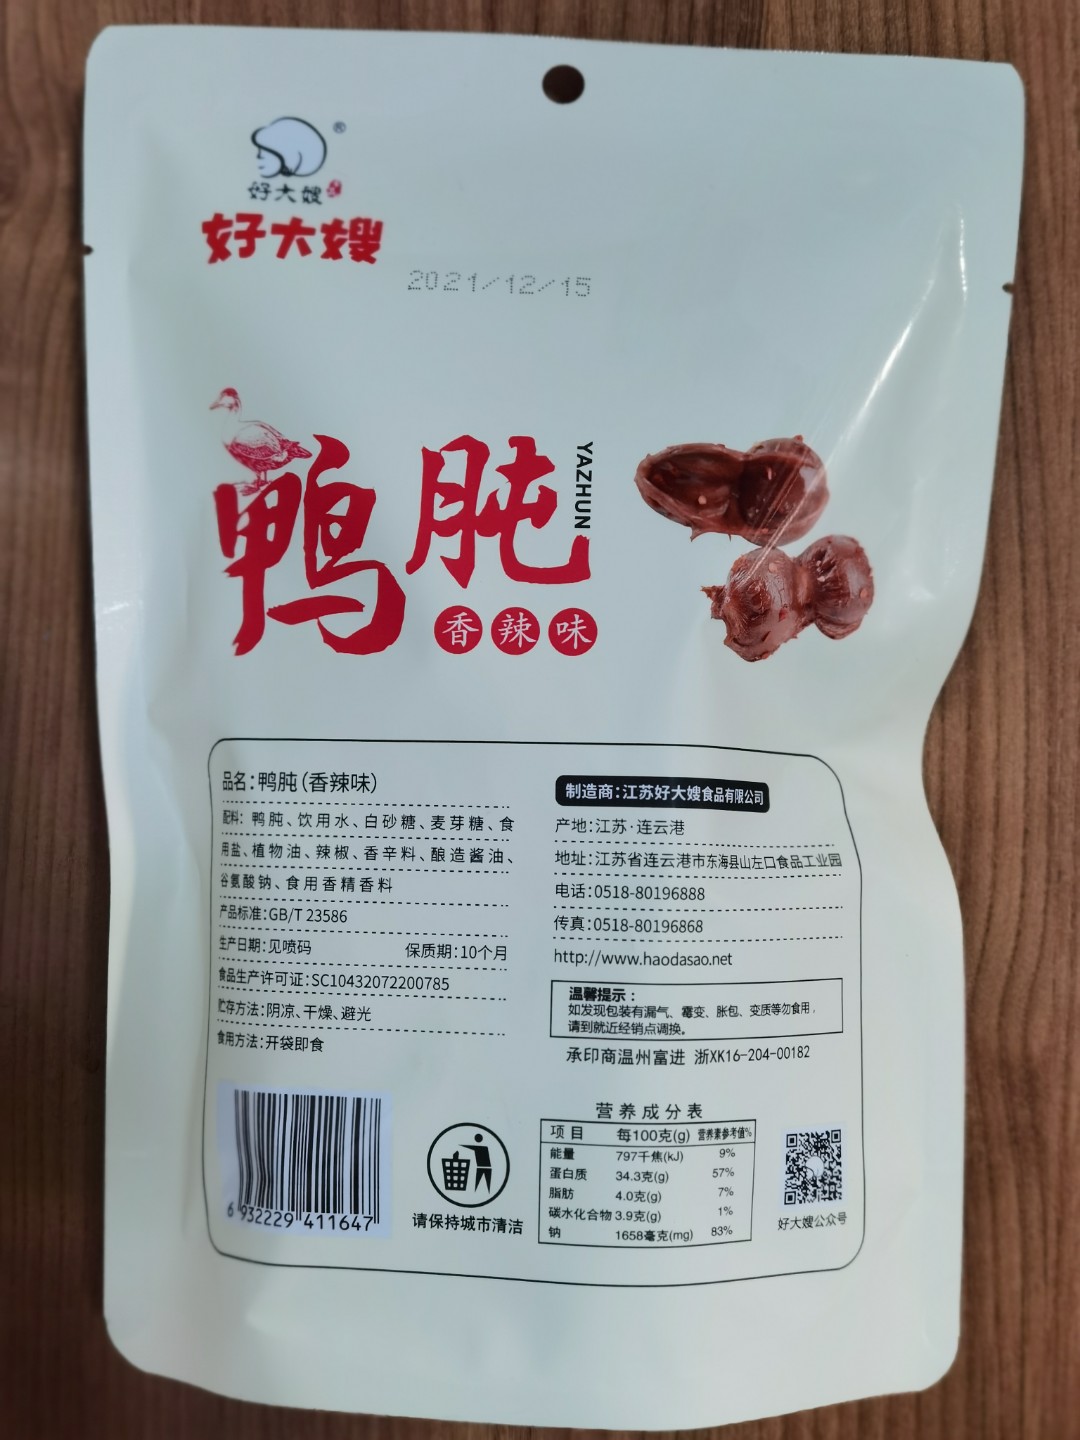 ®
好大嫂
好大嫂
2021/12/15
鸭肫
YAZHUN
香辣味
品名：鸭肫（香辣味）
配料：鸭肫、饮用水、白砂糖、麦芽糖、食
用盐、植物油、辣椒、香辛料、酿造酱油、
谷氨酸钠、食用香精香料
产品标准：GB/T 23586
生产日期：见喷码 保质期：10个月
食品生产许可证：SC10432072200785
贮存方法：阴凉、干燥、避光
食用方法：开袋即食
制造商：江苏好大嫂食品有限公司
产地：江苏·连云港
地址：江苏省连云港市东海县山左口食品工业园
电话：0518-80196888
传真：0518-80196868
http://www.haodasao.net
温馨提示：
如发现包装有漏气、霉变、胀包、变质等勿食用，
请到就近经销点调换。
承印商温州富进 浙XK16-204-00182
6 932229 411647
请保持城市清洁
营养成分表
项目 每100克(g) 营养素参考值%
能量 797千焦(kJ) 9%
蛋白质 34.3克(g) 57%
脂肪 4.0克(g) 7%
碳水化合物 3.9克(g) 1%
钠 1658毫克(mg) 83%
好大嫂公众号